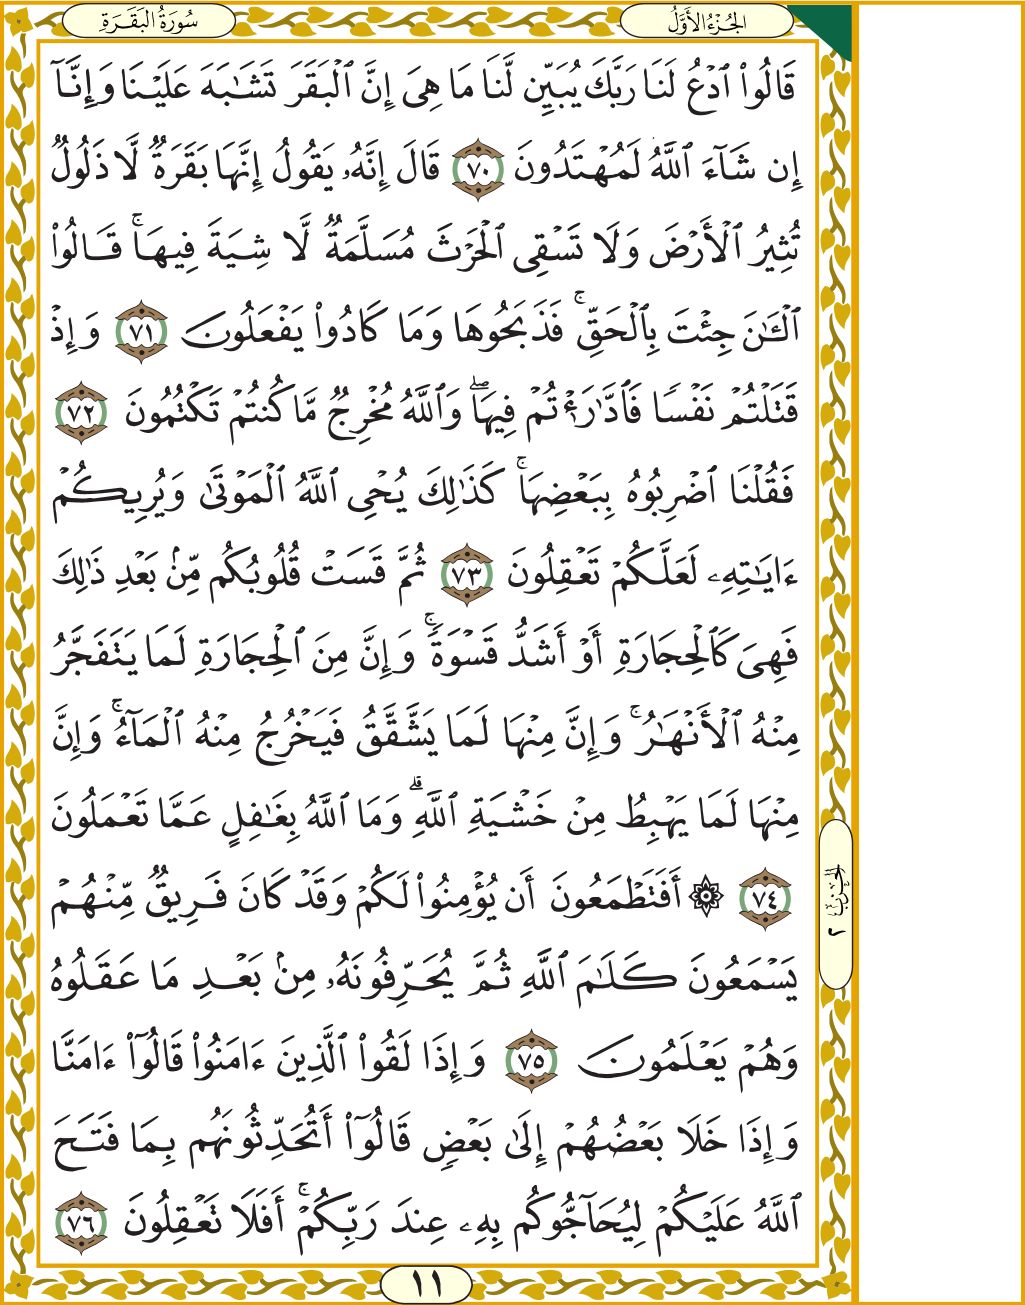 الجُزْءُ الأَوَّلُ
سُورَةُ البَقَرَةِ
قَالُوا۟ ٱدۡعُ لَنَا رَبَّكَ يُبَيِّن لَّنَا مَا هِىَ إِنَّ ٱلۡبَقَرَ تَشَـٰبَهَ عَلَيۡنَا وَإِنَّآ
إِن شَآءَ ٱللَّهُ لَمُهۡتَدُونَ ٧٠ قَالَ إِنَّهُۥ يَقُولُ إِنَّهَا بَقَرَةࣱ لَّا ذَلُولࣱ
تُثِيرُ ٱلۡأَرۡضَ وَلَا تَسۡقِى ٱلۡحَرۡثَ مُسَلَّمَةࣱ لَّا شِيَةَ فِيهَاۚ قَالُوا۟
ٱلۡـَٔـٰنَ جِئۡتَ بِٱلۡحَقِّۚ فَذَبَحُوهَا وَمَا كَادُوا۟ يَفۡعَلُونَ ٧١ وَإِذۡ
قَتَلۡتُمۡ نَفۡسࣰا فَٱدَّٰرَٰٔۡتُمۡ فِيهَاۖ وَٱللَّهُ مُخۡرِجࣱ مَّا كُنتُمۡ تَكۡتُمُونَ ٧٢
فَقُلۡنَا ٱضۡرِبُوهُ بِبَعۡضِهَاۚ كَذَٰلِكَ يُحۡىِ ٱللَّهُ ٱلۡمَوۡتَىٰ وَيُرِيكُمۡ
ءَايَـٰتِهِۦ لَعَلَّكُمۡ تَعۡقِلُونَ ٧٣ ثُمَّ قَسَتۡ قُلُوبُكُم مِّنۢ بَعۡدِ ذَٰلِكَ
فَهِىَ كَٱلۡحِجَارَةِ أَوۡ أَشَدُّ قَسۡوَةࣰۚ وَإِنَّ مِنَ ٱلۡحِجَارَةِ لَمَا يَتَفَجَّرُ
مِنۡهُ ٱلۡأَنۡهَـٰرُۚ وَإِنَّ مِنۡهَا لَمَا يَشَّقَّقُ فَيَخۡرُجُ مِنۡهُ ٱلۡمَآءُۚ وَإِنَّ
مِنۡهَا لَمَا يَهۡبِطُ مِنۡ خَشۡيَةِ ٱللَّهِۗ وَمَا ٱللَّهُ بِغَـٰفِلٍ عَمَّا تَعۡمَلُونَ
٧٤ ۞ أَفَتَطۡمَعُونَ أَن يُؤۡمِنُوا۟ لَكُمۡ وَقَدۡ كَانَ فَرِيقࣱ مِّنۡهُمۡ
يَسۡمَعُونَ كَلَـٰمَ ٱللَّهِ ثُمَّ يُحَرِّفُونَهُۥ مِنۢ بَعۡدِ مَا عَقَلُوهُ
وَهُمۡ يَعۡلَمُونَ ٧٥ وَإِذَا لَقُوا۟ ٱلَّذِينَ ءَامَنُوا۟ قَالُوٓا۟ ءَامَنَّا
وَإِذَا خَلَا بَعۡضُهُمۡ إِلَىٰ بَعۡضࣲ قَالُوٓا۟ أَتُحَدِّثُونَهُم بِمَا فَتَحَ
ٱللَّهُ عَلَيۡكُمۡ لِيُحَآجُّوكُم بِهِۦ عِندَ رَبِّكُمۡۚ أَفَلَا تَعۡقِلُونَ ٧٦
الحِزْبُ ٢
١١